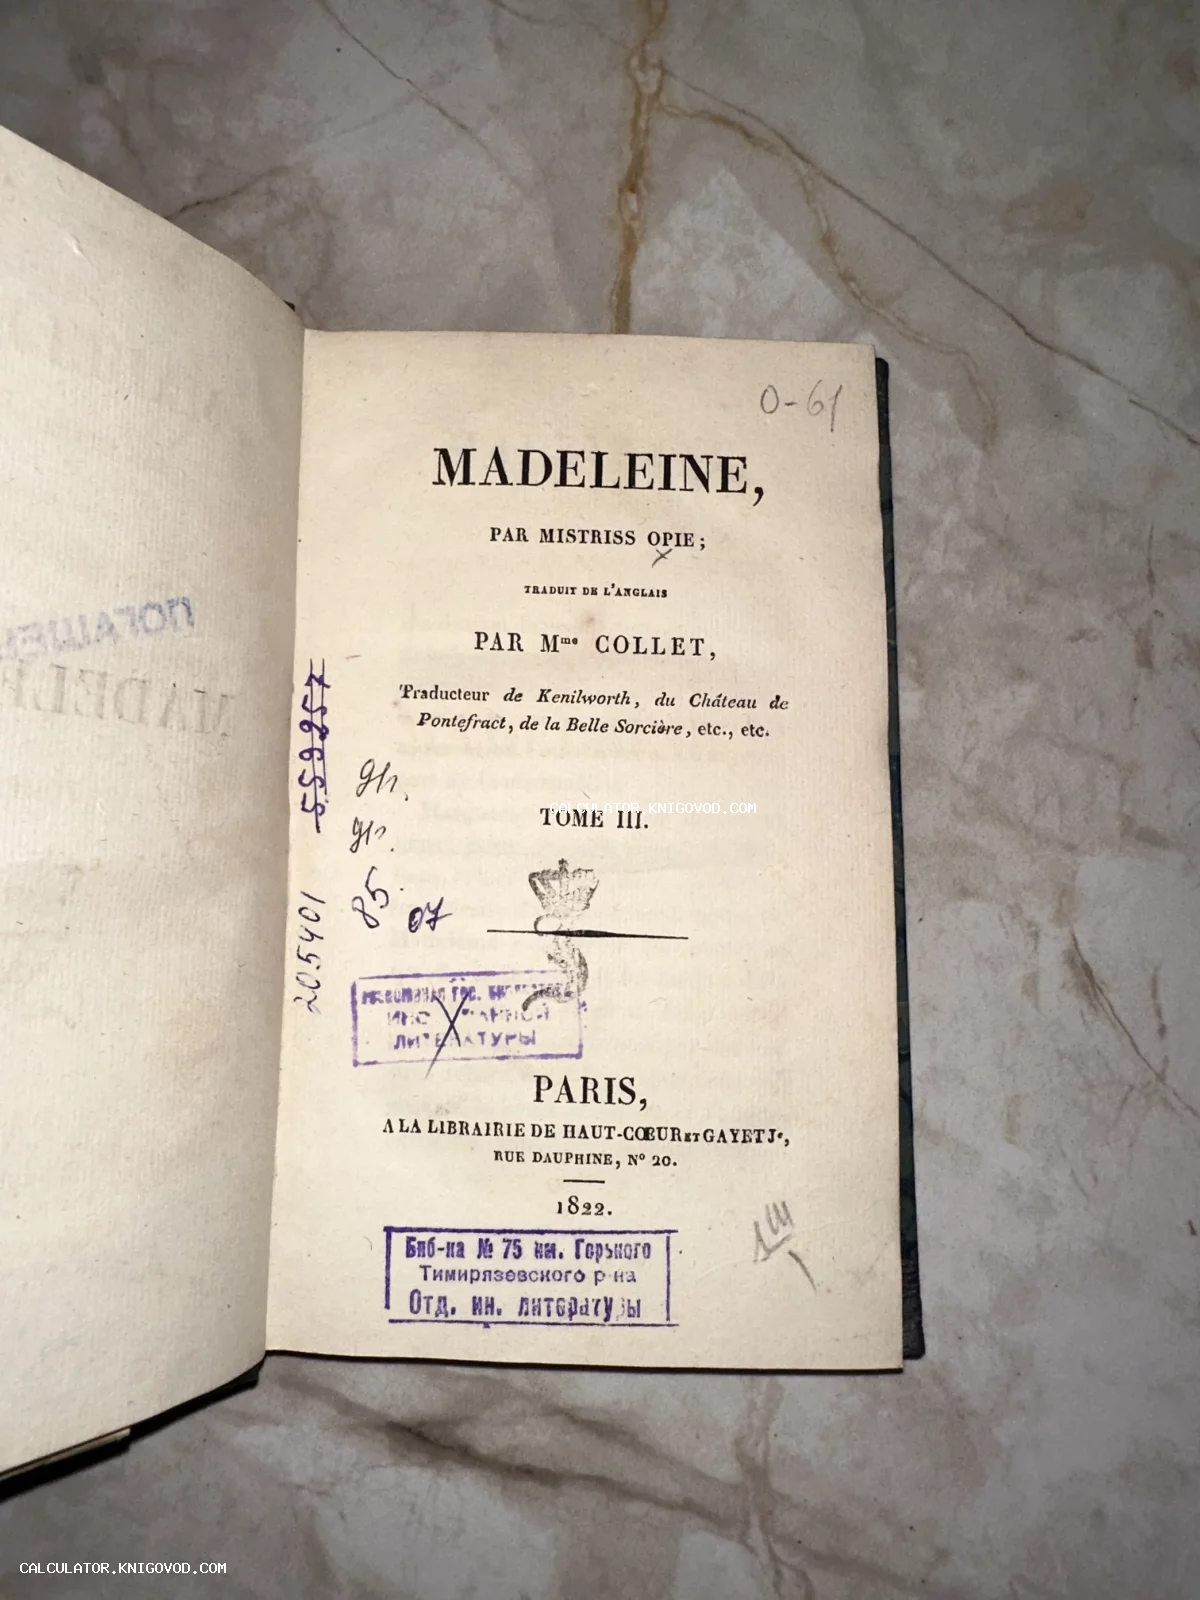 О-61
MADELEINE,
PAR MISTRISS OPIE;
TRADUIT DE L'ANGLAIS
PAR Mme COLLET,
Traducteur de Kenilworth, du Château de
Pontefract, de la Belle Sorcière, etc., etc.
559957
TOME III.
CALCULATOR.KNIGOVOD.COM
85
07
205401
ЛИТЕРАТУРЫ
PARIS,
A LA LIBRAIRIE DE HAUT-CŒUR ET GAYET Je,
RUE DAUPHINE, N° 20.
1822.
Биб-ка № 75 им. Горького
Тимирязевского р-на
Отд. ин. литературы
CALCULATOR.KNIGOVOD.COM